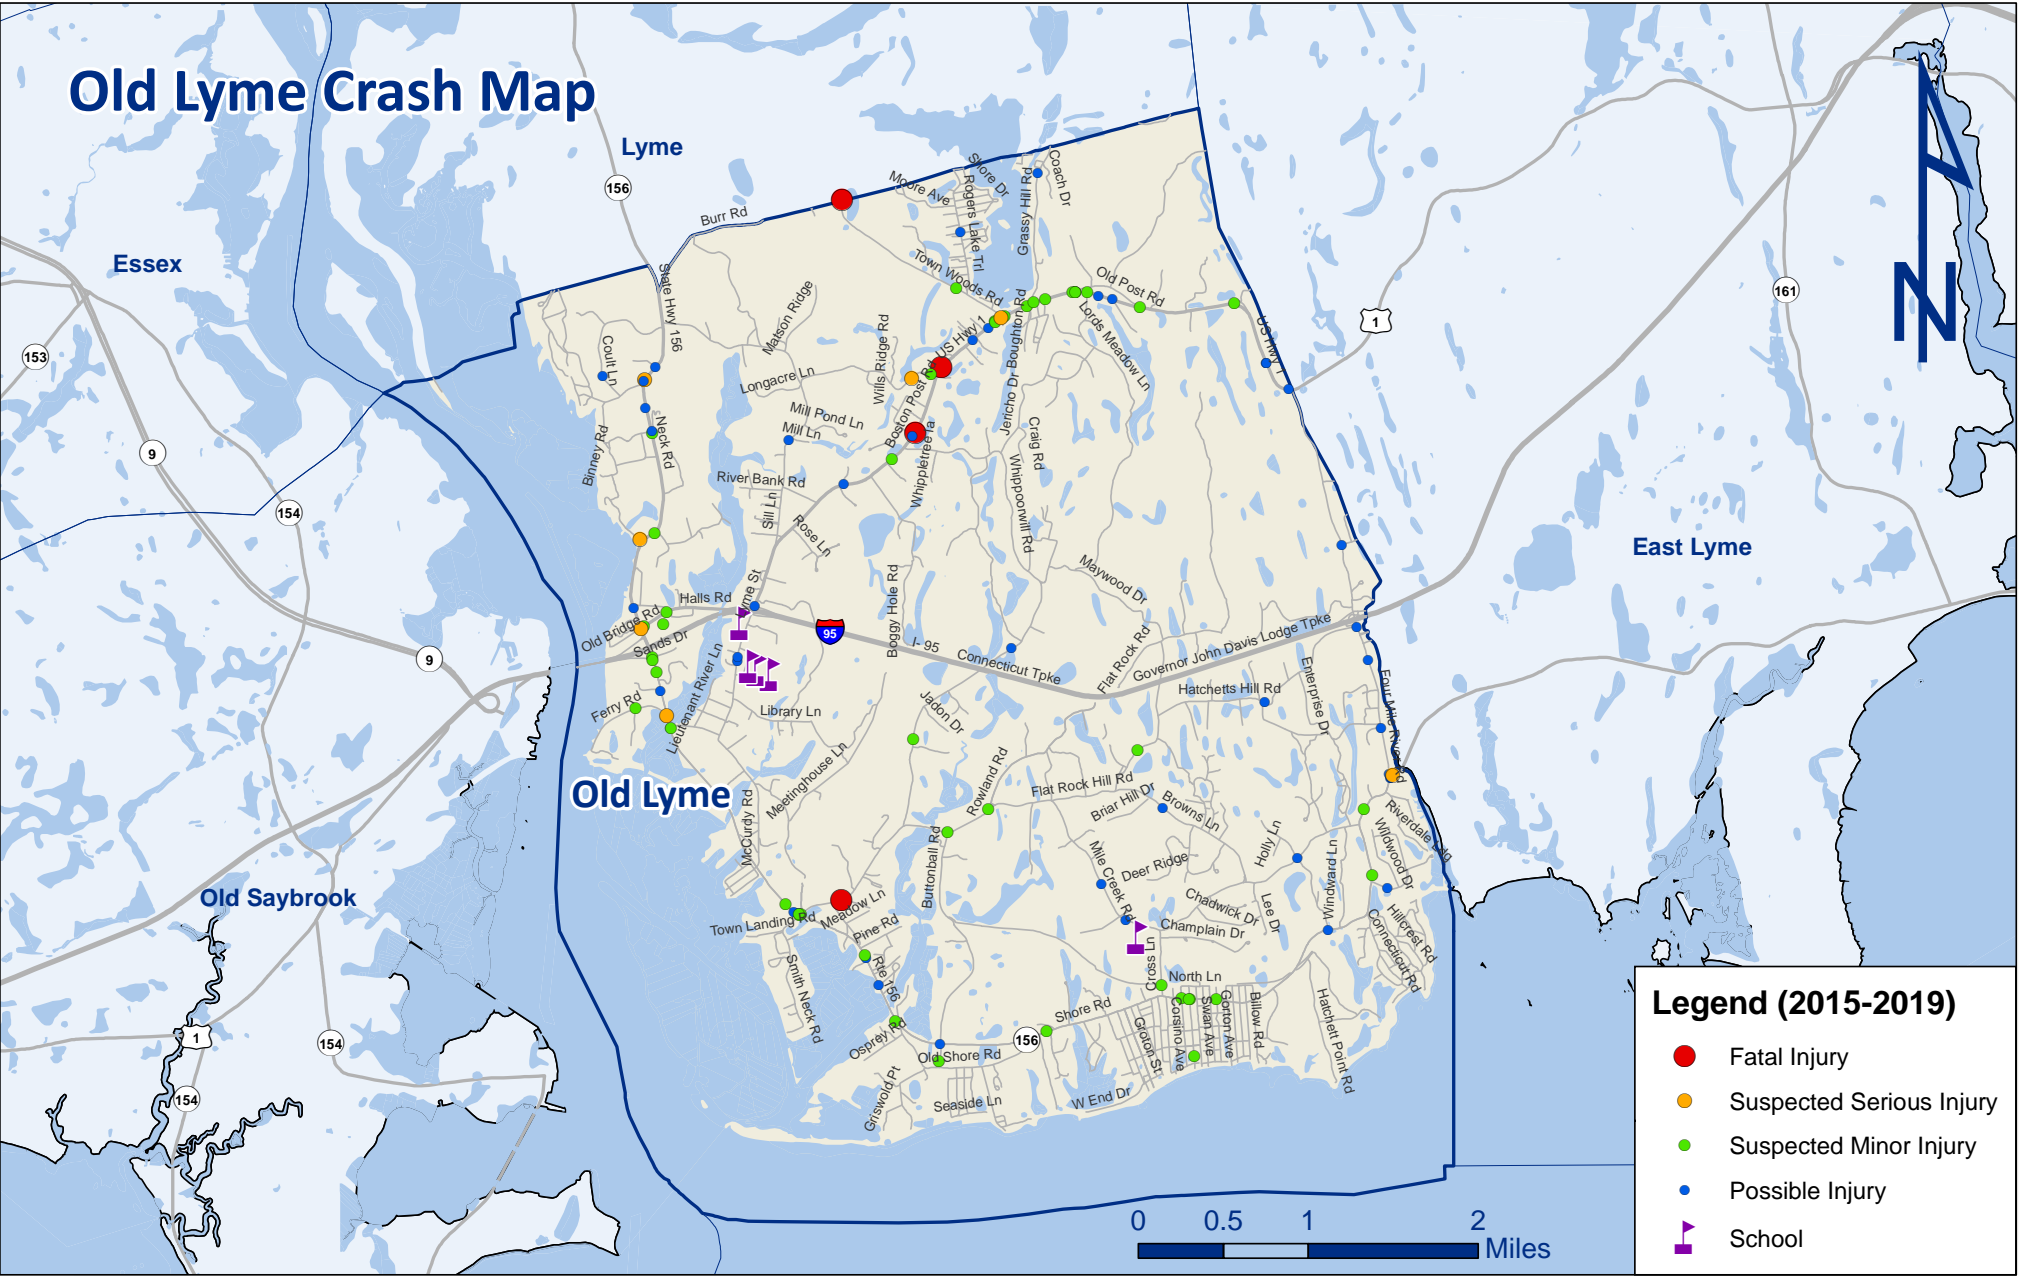 Old Lyme Crash Map
Lyme
156
Essex
153
9
154
9
Old Saybrook
1
154
154
161
1
East Lyme
N
Burr Rd
Moore Ave
Shore Dr
Rogers Lake Trl
Grassy Hill Rd
Coach Dr
State Hwy 156
Town Woods Rd
Old Post Rd
Matson Ridge
US Hwy 1
US Hwy 1
Lords Meadow Ln
Coult Ln
Wills Ridge Rd
Longacre Ln
Boston Post Rd
Jericho Dr
Boughton Rd
Mill Pond Ln
Mill Ln
Binney Rd
Neck Rd
Craig Rd
River Bank Rd
Whippoorwill Rd
Sill Ln
Rose Ln
Maywood Dr
Halls Rd
Boggy Hole Rd
Old Bridge Rd
Sands Dr
95
I- 95
Connecticut Tpke
Flat Rock Rd
Governor John Davis Lodge Tpke
Ferry Rd
Lieutenant River Ln
Library Ln
Jadon Dr
Hatchetts Hill Rd
Enterprise Dr
Old Lyme
Meetinghouse Ln
McCurdy Rd
Rowland Rd
Flat Rock Hill Rd
Briar Hill Dr
Browns Ln
Buttonball Rd
Mile Creek Rd
Deer Ridge
Holly Ln
Windward Ln
Wildwood Dr
Town Landing Rd
Meadow Ln
Pine Rd
Chadwick Dr
Champlain Dr
Lee Dr
Hillcrest Rd
Connecticut Rd
Smith Neck Rd
Rte 156
Cross Ln
North Ln
Osprey Rd
Old Shore Rd
156
Shore Rd
Groton St
Corsino Ave
Swan Ave
Gorton Ave
Billow Rd
Hatchett Point Rd
Griswold Pt
Seaside Ln
W End Dr
0 0.5 1 2
Miles
Legend (2015-2019)
Fatal Injury
Suspected Serious Injury
Suspected Minor Injury
Possible Injury
School